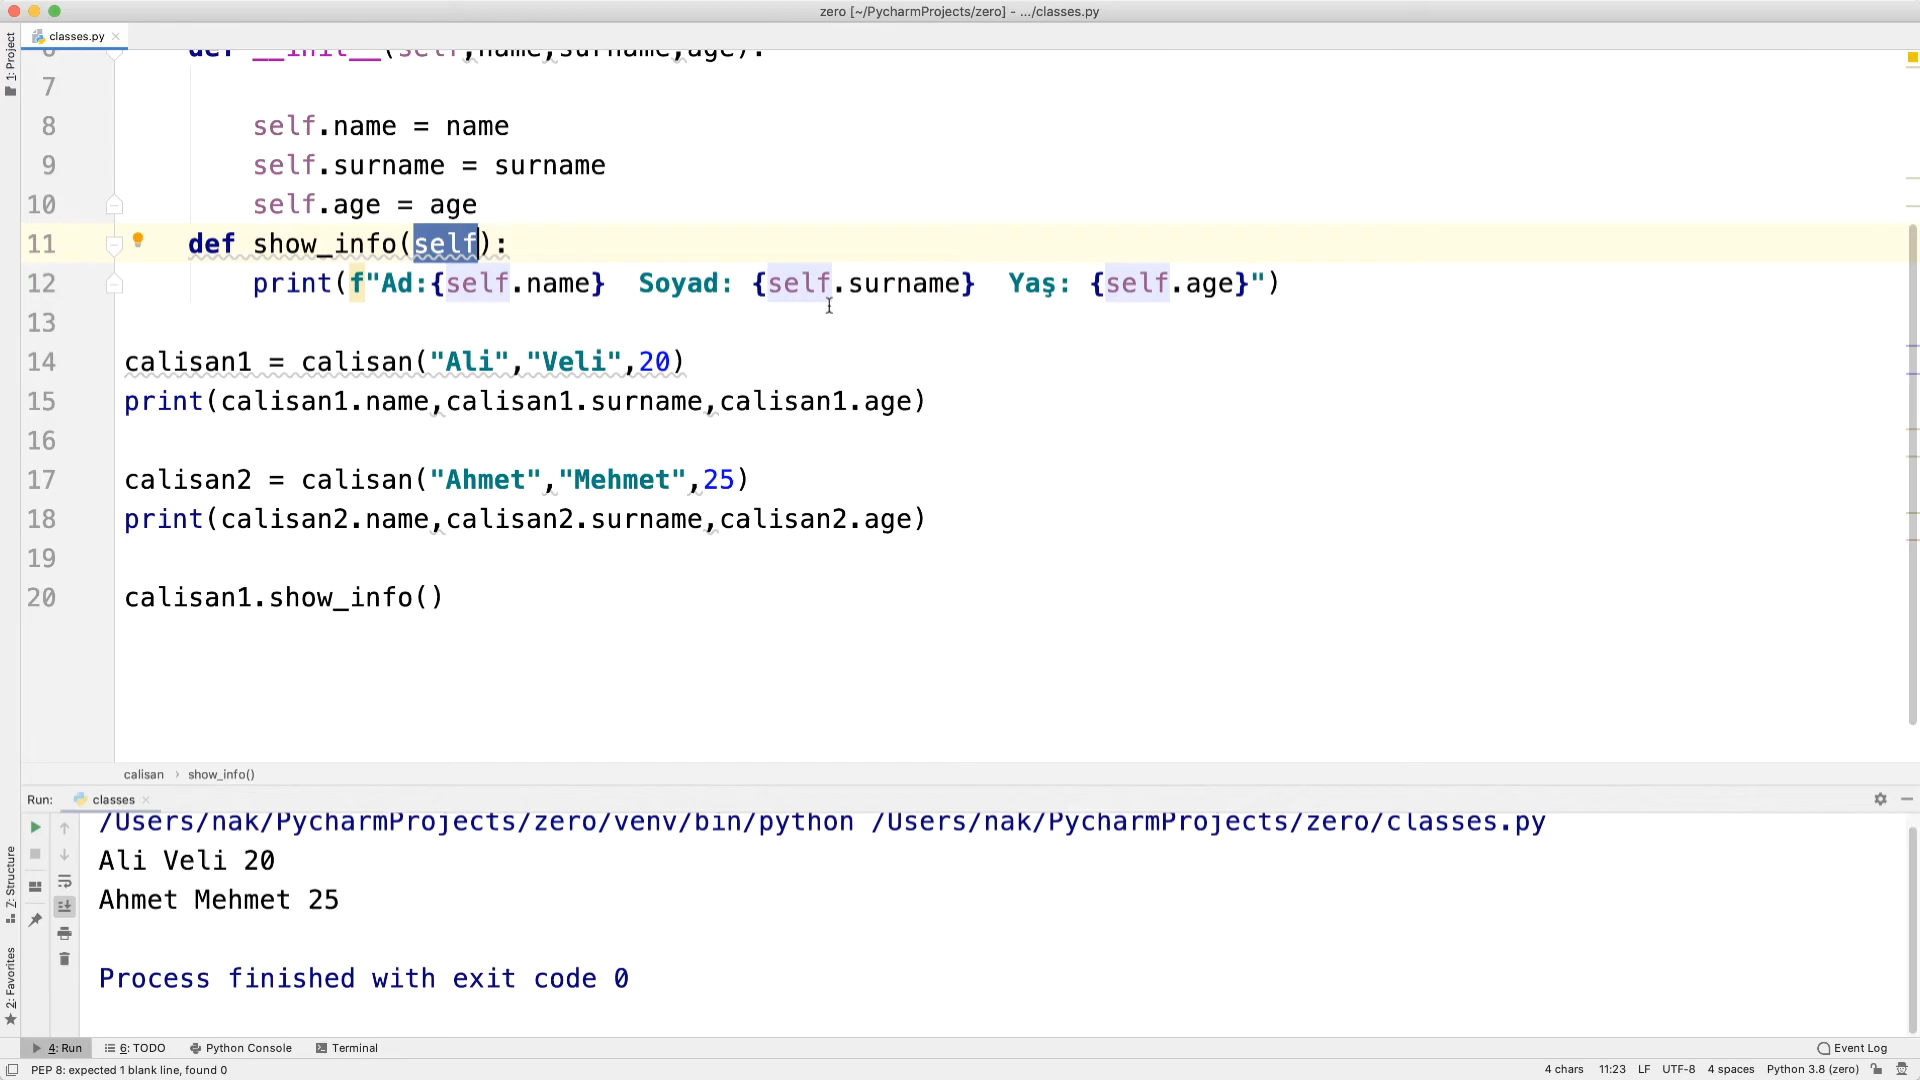 zero [~/PycharmProjects/zero] - .../classes.py
1: Project
classes.py
6 def __init__(self,name,surname,age):
7
8 self.name = name
9 self.surname = surname
10 self.age = age
11 def show_info(self):
12 print(f"Ad:{self.name}  Soyad: {self.surname}  Yaş: {self.age}")
13
14 calisan1 = calisan("Ali","Veli",20)
15 print(calisan1.name,calisan1.surname,calisan1.age)
16
17 calisan2 = calisan("Ahmet","Mehmet",25)
18 print(calisan2.name,calisan2.surname,calisan2.age)
19
20 calisan1.show_info()
calisan › show_info()
Run: classes
/Users/nak/PycharmProjects/zero/venv/bin/python /Users/nak/PycharmProjects/zero/classes.py
Ali Veli 20
Ahmet Mehmet 25
Process finished with exit code 0
Z: Structure
2: Favorites
4: Run 6: TODO Python Console Terminal Event Log
PEP 8: expected 1 blank line, found 0 4 chars 11:23 LF UTF-8 4 spaces Python 3.8 (zero)